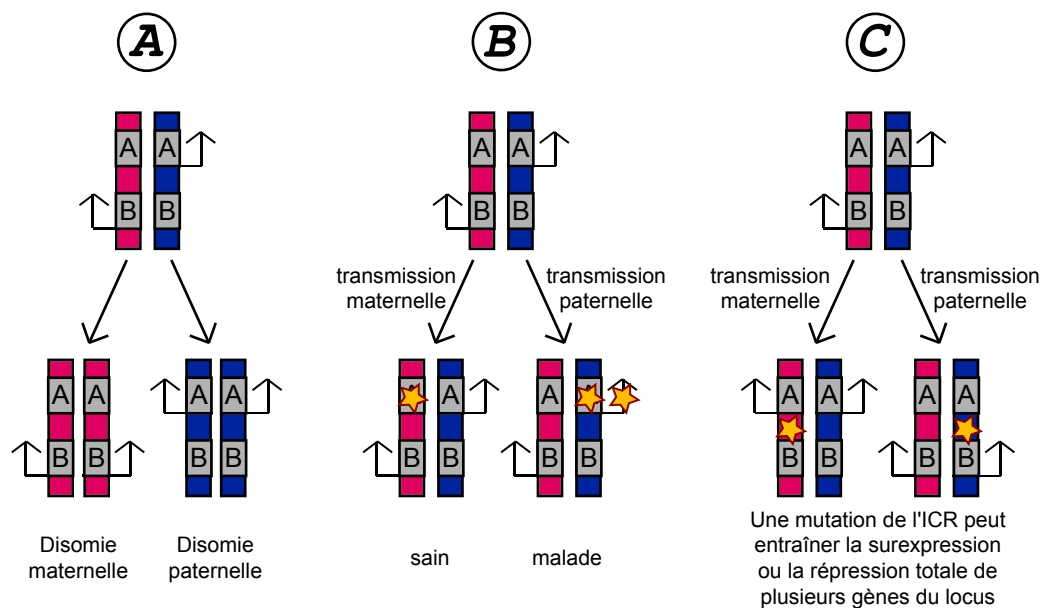 A
B
C
A A
B B
A A
B B
A A
B B
transmission
maternelle
transmission
paternelle
transmission
maternelle
transmission
paternelle
A A
B B
A A
B B
A
B B
A
B B
A A
B B
A A
B B
Disomie
maternelle
Disomie
paternelle
sain
malade
Une mutation de l'ICR peut
entraîner la surexpression
ou la répression totale de
plusieurs gènes du locus